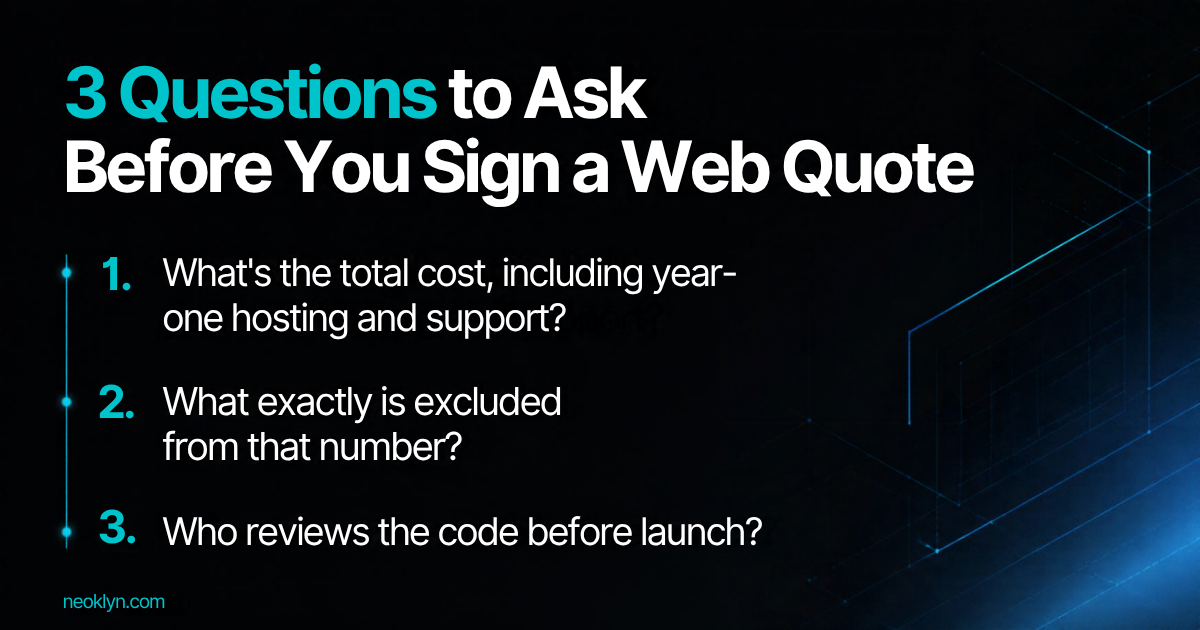 3 Questions to Ask
Before You Sign a Web Quote
1. What's the total cost, including year-
one hosting and support?
2. What exactly is excluded
from that number?
3. Who reviews the code before launch?
neoklyn.com